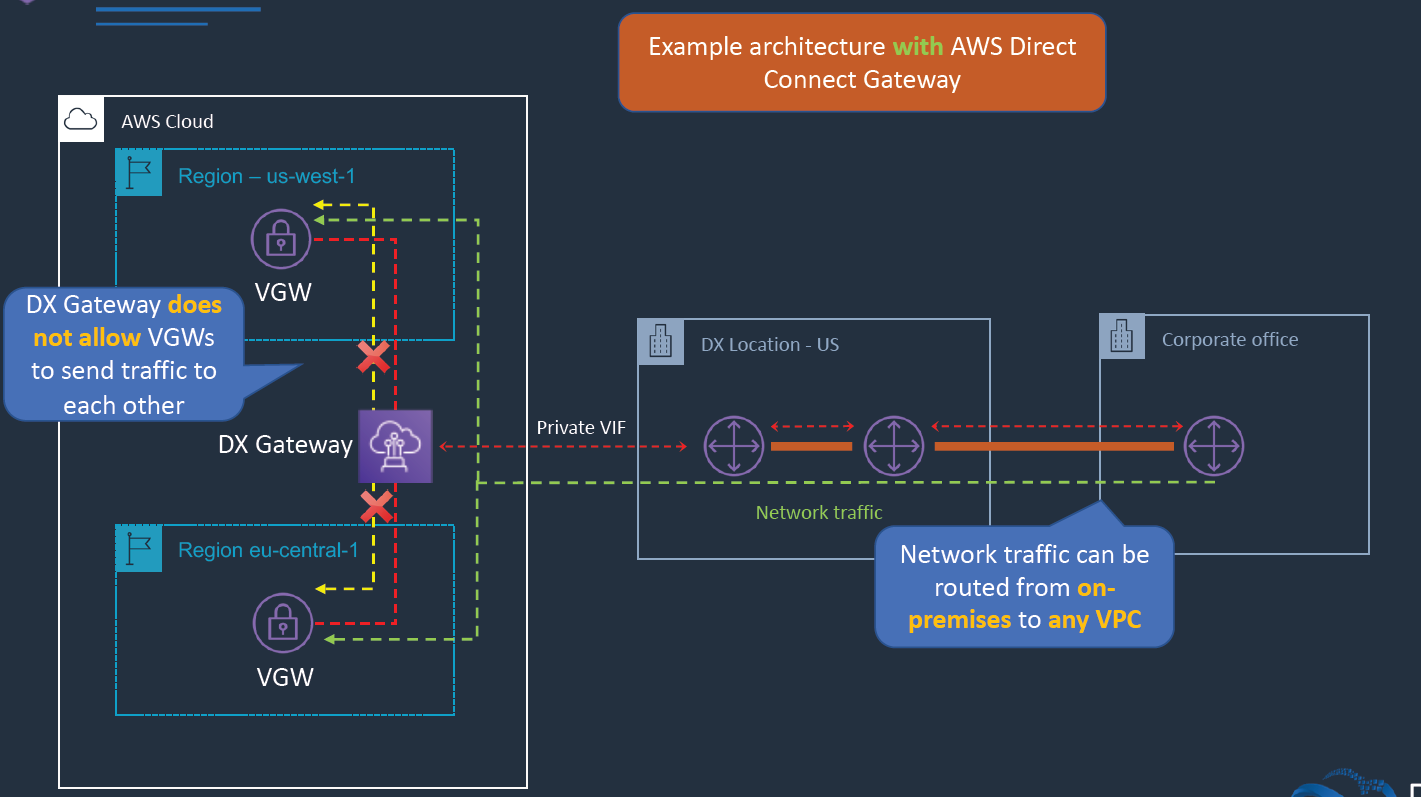 Example architecture with AWS Direct
Connect Gateway
AWS Cloud
Region – us-west-1
VGW
DX Gateway does
not allow VGWs
to send traffic to
each other
DX Gateway
Private VIF
DX Location - US
Corporate office
Network traffic
Network traffic can be
routed from on-
premises to any VPC
Region eu-central-1
VGW